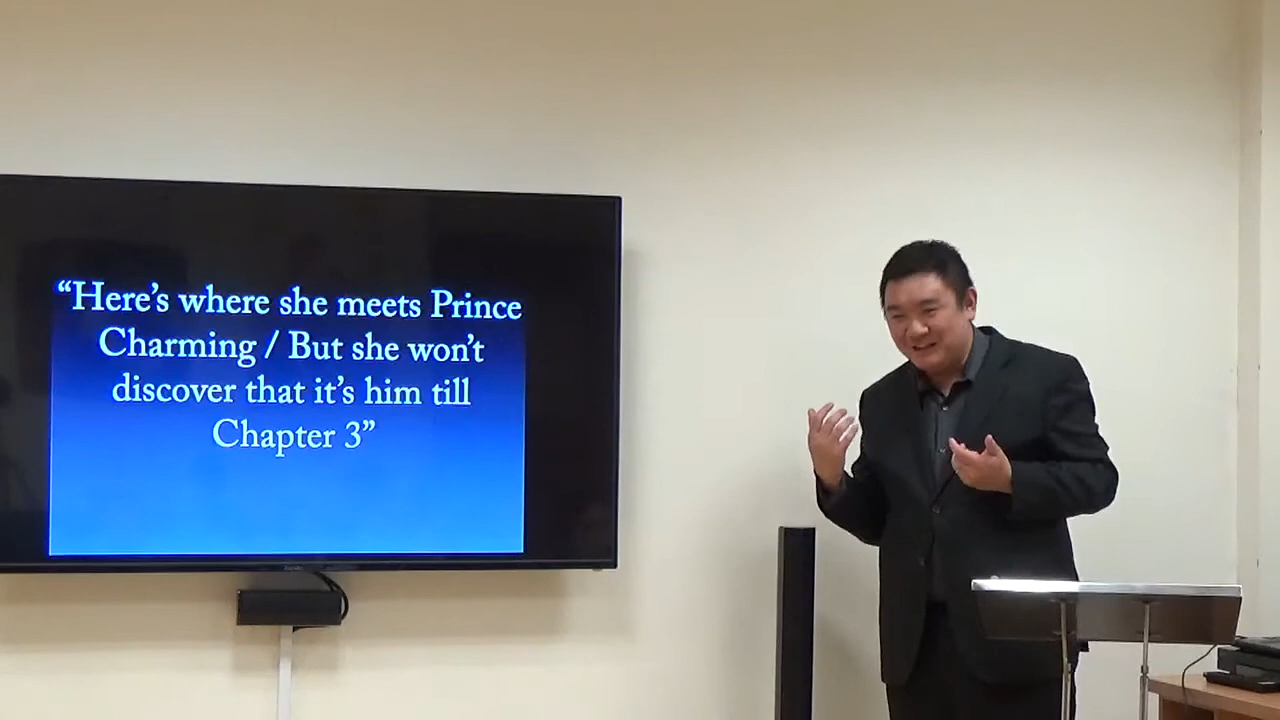 “Here’s where she meets Prince
Charming / But she won’t
discover that it’s him till
Chapter 3”